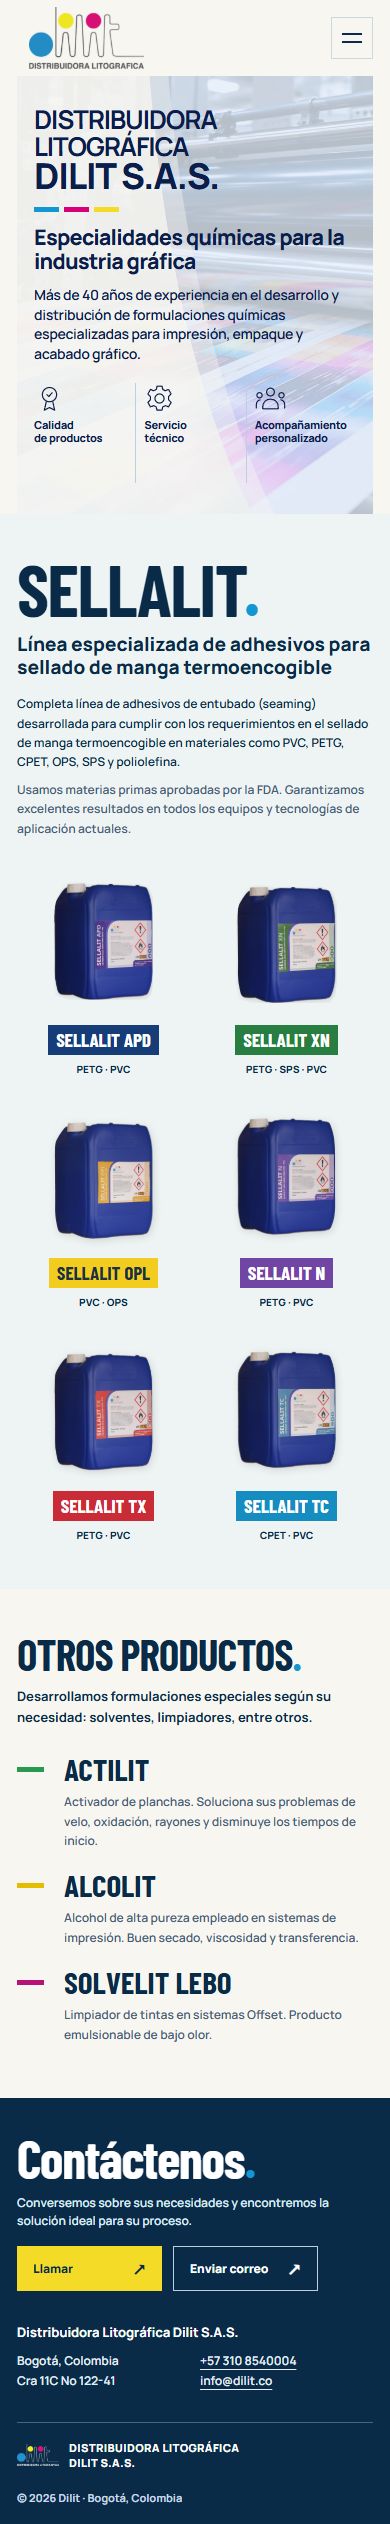 dilit
DISTRIBUIDORA LITOGRAFICA
DISTRIBUIDORA
LITOGRÁFICA
DILIT S.A.S.
Especialidades químicas para la
industria gráfica
Más de 40 años de experiencia en el desarrollo y
distribución de formulaciones químicas
especializadas para impresión, empaque y
acabado gráfico.
Calidad
de productos
Servicio
técnico
Acompañamiento
personalizado
SELLALIT.
Línea especializada de adhesivos para
sellado de manga termoencogible
Completa línea de adhesivos de entubado (seaming)
desarrollada para cumplir con los requerimientos en el sellado
de manga termoencogible en materiales como PVC, PETG,
CPET, OPS, SPS y poliolefina.
Usamos materias primas aprobadas por la FDA. Garantizamos
excelentes resultados en todos los equipos y tecnologías de
aplicación actuales.
SELLALIT APD
SELLALIT XN
SELLALIT APD
SELLALIT XN
PETG · PVC
PETG · SPS · PVC
SELLALIT N
SELLALIT OPL
SELLALIT N
PVC · OPS
PETG · PVC
SELLALIT TC
SELLALIT TX
SELLALIT TC
PETG · PVC
CPET · PVC
OTROS PRODUCTOS.
Desarrollamos formulaciones especiales según su
necesidad: solventes, limpiadores, entre otros.
ACTILIT
Activador de planchas. Soluciona sus problemas de
velo, oxidación, rayones y disminuye los tiempos de
inicio.
ALCOLIT
Alcohol de alta pureza empleado en sistemas de
impresión. Buen secado, viscosidad y transferencia.
SOLVELIT LEBO
Limpiador de tintas en sistemas Offset. Producto
emulsionable de bajo olor.
Contáctenos.
Conversemos sobre sus necesidades y encontremos la
solución ideal para su proceso.
Llamar ↗
Enviar correo ↗
Distribuidora Litográfica Dilit S.A.S.
Bogotá, Colombia
Cra 11C No 122-41
+57 310 8540004
info@dilit.co
DISTRIBUIDORA LITOGRÁFICA
DILIT S.A.S.
© 2026 Dilit · Bogotá, Colombia